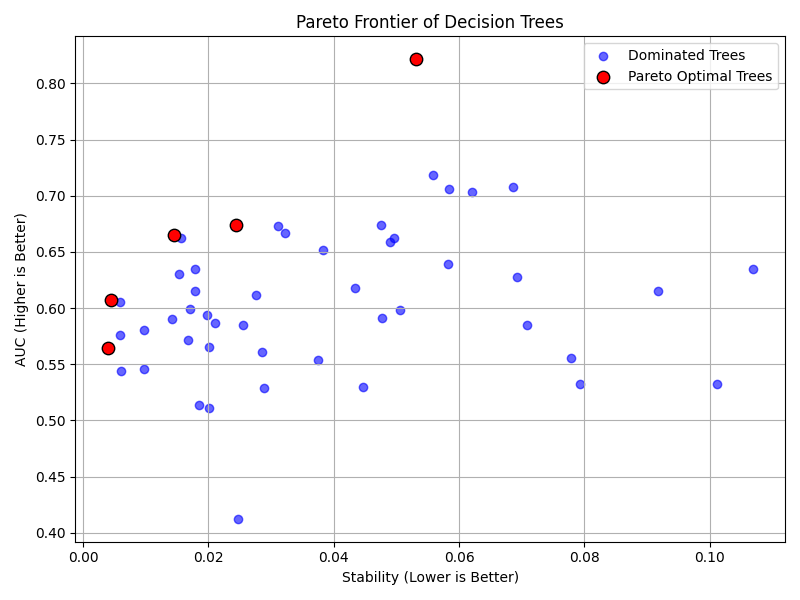 Pareto Frontier of Decision Trees
Dominated Trees
Pareto Optimal Trees
AUC (Higher is Better)
0.80
0.75
0.70
0.65
0.60
0.55
0.50
0.45
0.40
0.00 0.02 0.04 0.06 0.08 0.10
Stability (Lower is Better)